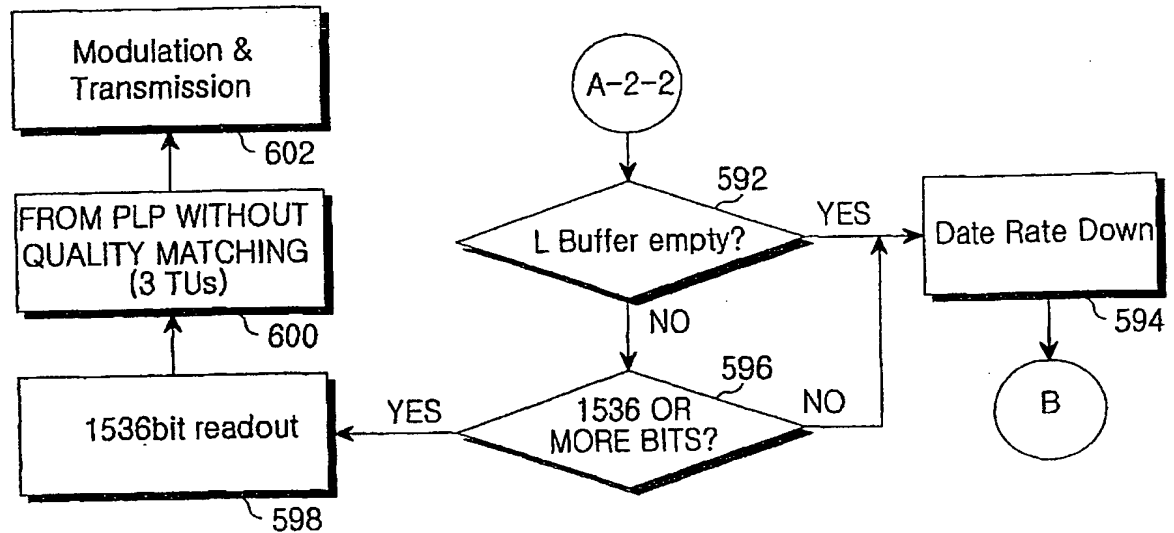 Modulation &
Transmission
602
FROM PLP WITHOUT
QUALITY MATCHING
(3 TUs)
600
1536bit readout
598
A-2-2
592
L Buffer empty?
YES
NO
596
1536 OR
MORE BITS?
YES
NO
Date Rate Down
594
B